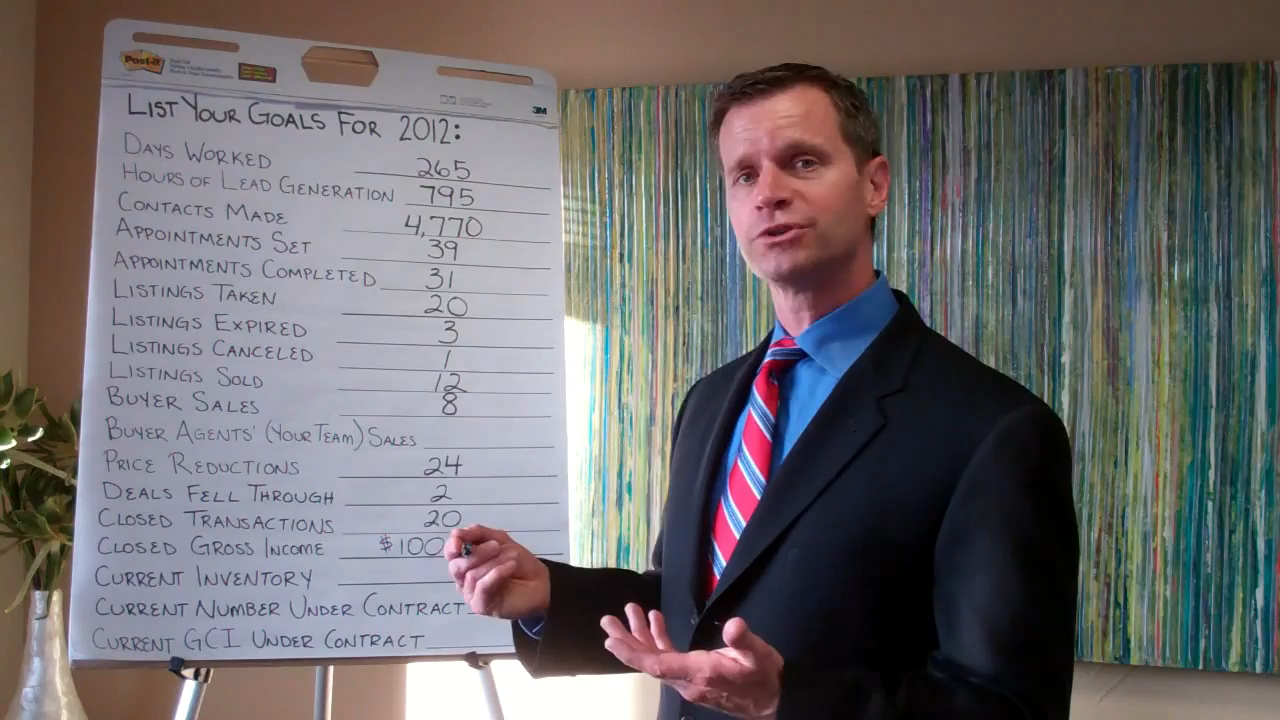 Post-it
3M
LIST YOUR GOALS FOR 2012:
DAYS WORKED 265
HOURS OF LEAD GENERATION 795
CONTACTS MADE 4,770
APPOINTMENTS SET 39
APPOINTMENTS COMPLETED 31
LISTINGS TAKEN 20
LISTINGS EXPIRED 3
LISTINGS CANCELED 1
LISTINGS SOLD 12
BUYER SALES 8
BUYER AGENTS' (YOUR TEAM) SALES
PRICE REDUCTIONS 24
DEALS FELL THROUGH 2
CLOSED TRANSACTIONS 20
CLOSED GROSS INCOME $100
CURRENT INVENTORY
CURRENT NUMBER UNDER CONTRACT
CURRENT GCI UNDER CONTRACT